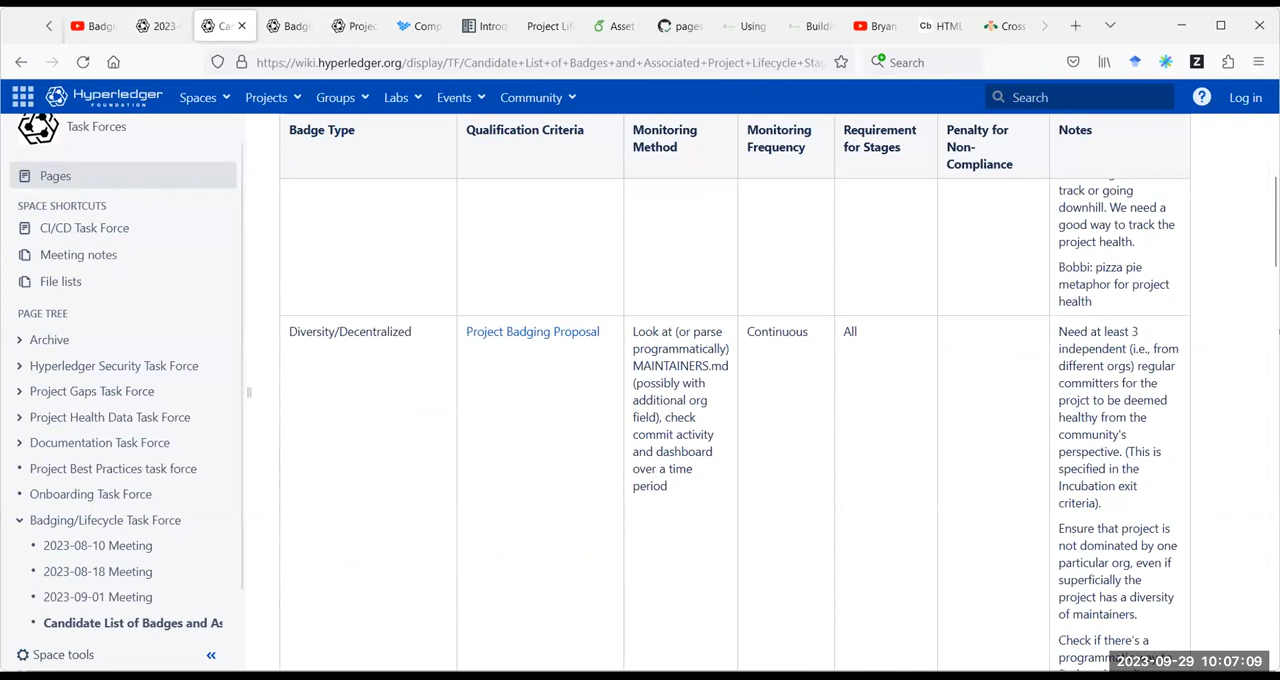 Badg
2023-
Ca
Badg
Projec
Comp
Introd
Project Li
Asset
pages
Using
Buildi
Bryan
Cb HTML
Cross
https://wiki.hyperledger.org/display/TF/Candidate+List+of+Badges+and+Associated+Project+Lifecycle+Sta
Search
Z
HYPERLEDGER
FOUNDATION
Spaces
Projects
Groups
Labs
Events
Community
Search
Log in
Task Forces
Pages
SPACE SHORTCUTS
CI/CD Task Force
Meeting notes
File lists
PAGE TREE
Archive
Hyperledger Security Task Force
Project Gaps Task Force
Project Health Data Task Force
Documentation Task Force
Project Best Practices task force
Onboarding Task Force
Badging/Lifecycle Task Force
2023-08-10 Meeting
2023-08-18 Meeting
2023-09-01 Meeting
Candidate List of Badges and As
Space tools
Badge Type
Qualification Criteria
Monitoring
Method
Monitoring
Frequency
Requirement
for Stages
Penalty for
Non-
Compliance
Notes
track or going
downhill. We need a
good way to track the
project health.
Bobbi: pizza pie
metaphor for project
health
Diversity/Decentralized
Project Badging Proposal
Look at (or parse
programmatically)
MAINTAINERS.md
(possibly with
additional org
field), check
commit activity
and dashboard
over a time
period
Continuous
All
Need at least 3
independent (i.e., from
different orgs) regular
committers for the
projct to be deemed
healthy from the
community's
perspective. (This is
specified in the
Incubation exit
criteria).
Ensure that project is
not dominated by one
particular org, even if
superficially the
project has a diversity
of maintainers.
Check if there's a
2023-09-29 10:07:09